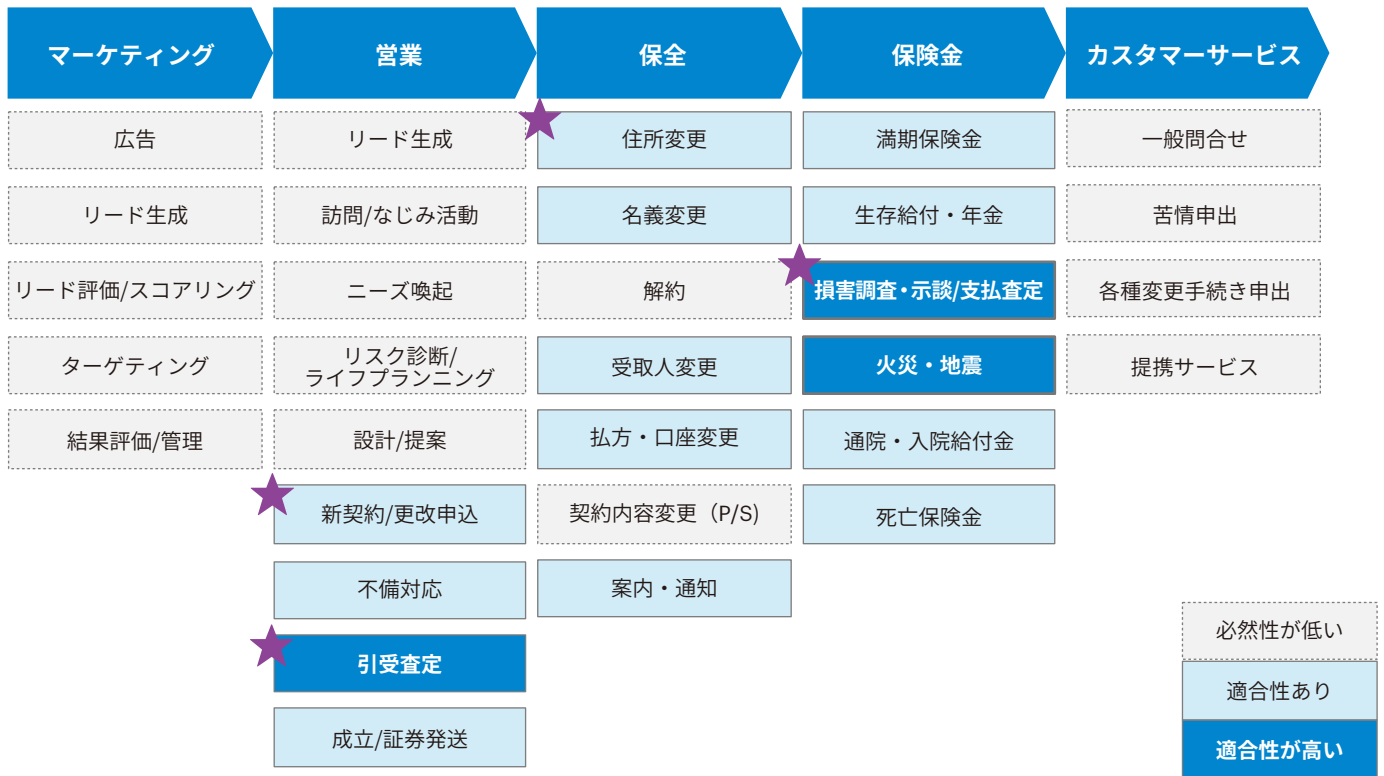 マーケティング
営業
保全
保険金
カスタマーサービス
広告
リード生成
リード評価/スコアリング
ターゲティング
結果評価/管理
リード生成
訪問/なじみ活動
ニーズ喚起
リスク診断/
ライフプランニング
設計/提案
新契約/更改申込
不備対応
引受査定
成立/証券発送
住所変更
名義変更
解約
受取人変更
払方・口座変更
契約内容変更（P/S)
案内・通知
満期保険金
生存給付・年金
損害調査・示談/支払査定
火災・地震
通院・入院給付金
死亡保険金
一般問合せ
苦情申出
各種変更手続き申出
提携サービス
必然性が低い
適合性あり
適合性が高い